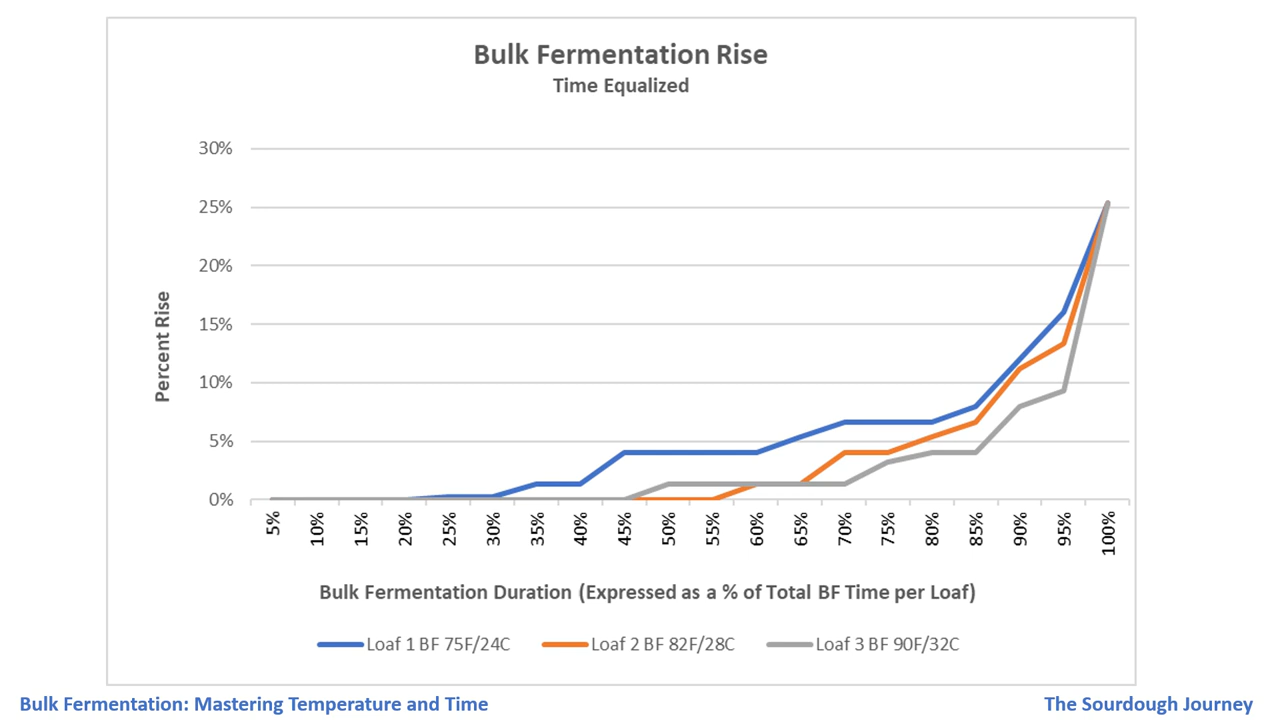 Bulk Fermentation Rise
Time Equalized
30%
25%
20%
15%
10%
5%
0%
Percent Rise
5% 10% 15% 20% 25% 30% 35% 40% 45% 50% 55% 60% 65% 70% 75% 80% 85% 90% 95% 100%
Bulk Fermentation Duration (Expressed as a % of Total BF Time per Loaf)
Loaf 1 BF 75F/24C Loaf 2 BF 82F/28C Loaf 3 BF 90F/32C
Bulk Fermentation: Mastering Temperature and Time
The Sourdough Journey